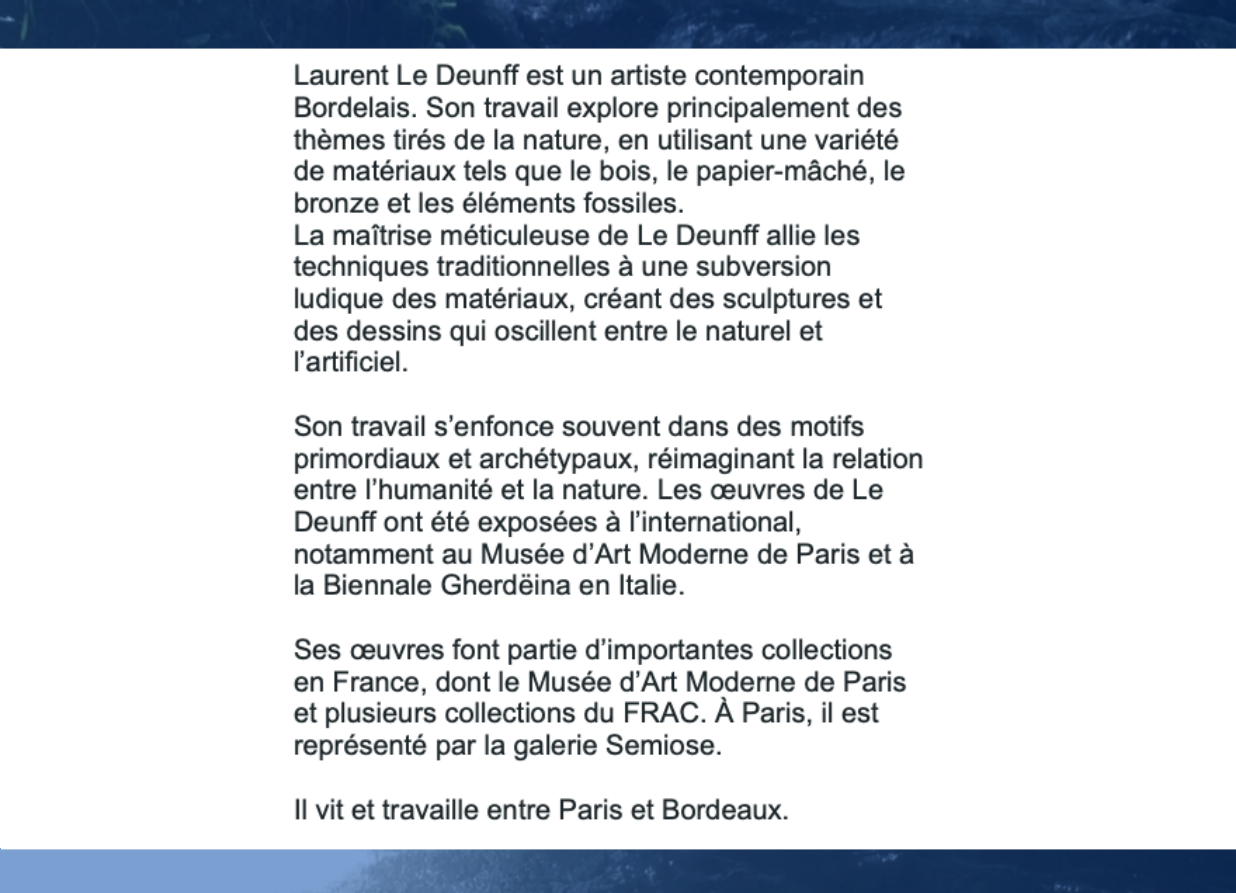 Laurent Le Deunff est un artiste contemporain
Bordelais. Son travail explore principalement des
thèmes tirés de la nature, en utilisant une variété
de matériaux tels que le bois, le papier-mâché, le
bronze et les éléments fossiles.
La maîtrise méticuleuse de Le Deunff allie les
techniques traditionnelles à une subversion
ludique des matériaux, créant des sculptures et
des dessins qui oscillent entre le naturel et
l’artificiel.

Son travail s’enfonce souvent dans des motifs
primordiaux et archétypaux, réimaginant la relation
entre l’humanité et la nature. Les œuvres de Le
Deunff ont été exposées à l’international,
notamment au Musée d’Art Moderne de Paris et à
la Biennale Gherdëina en Italie.

Ses œuvres font partie d’importantes collections
en France, dont le Musée d’Art Moderne de Paris
et plusieurs collections du FRAC. À Paris, il est
représenté par la galerie Semiose.

Il vit et travaille entre Paris et Bordeaux.